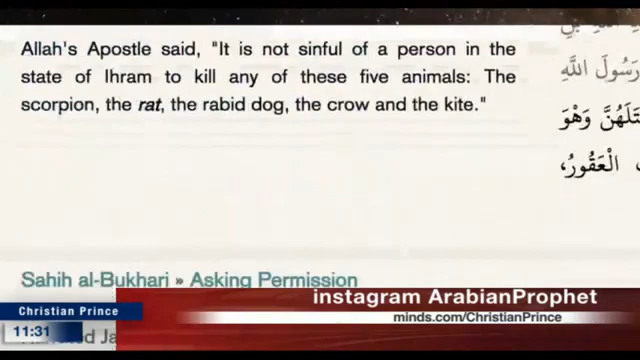 Allah's Apostle said, "It is not sinful of a person in the
state of Ihram to kill any of these five animals: The
scorpion, the rat, the rabid dog, the crow and the kite."
رَسُولَ اللَّهِ
وَهُوَ
الْعَقُورُ،
Sahih al-Bukhari » Asking Permission
instagram ArabianProphet
Christian Prince
minds.com/ChristianPrince
11:31